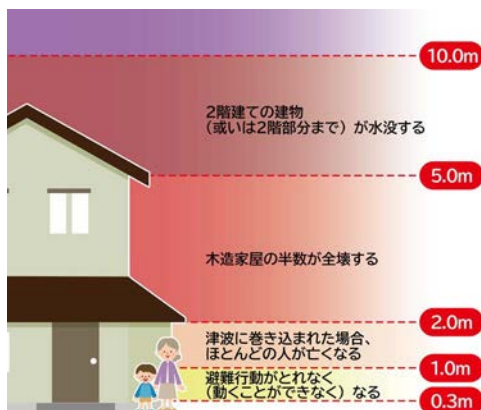 10.0m
2階建ての建物
(或いは2階部分まで)が水没する
5.0m
木造家屋の半数が全壊する
2.0m
津波に巻き込まれた場合、
ほとんどの人が亡くなる
1.0m
避難行動がとれなく
(動くことができなく)なる
0.3m